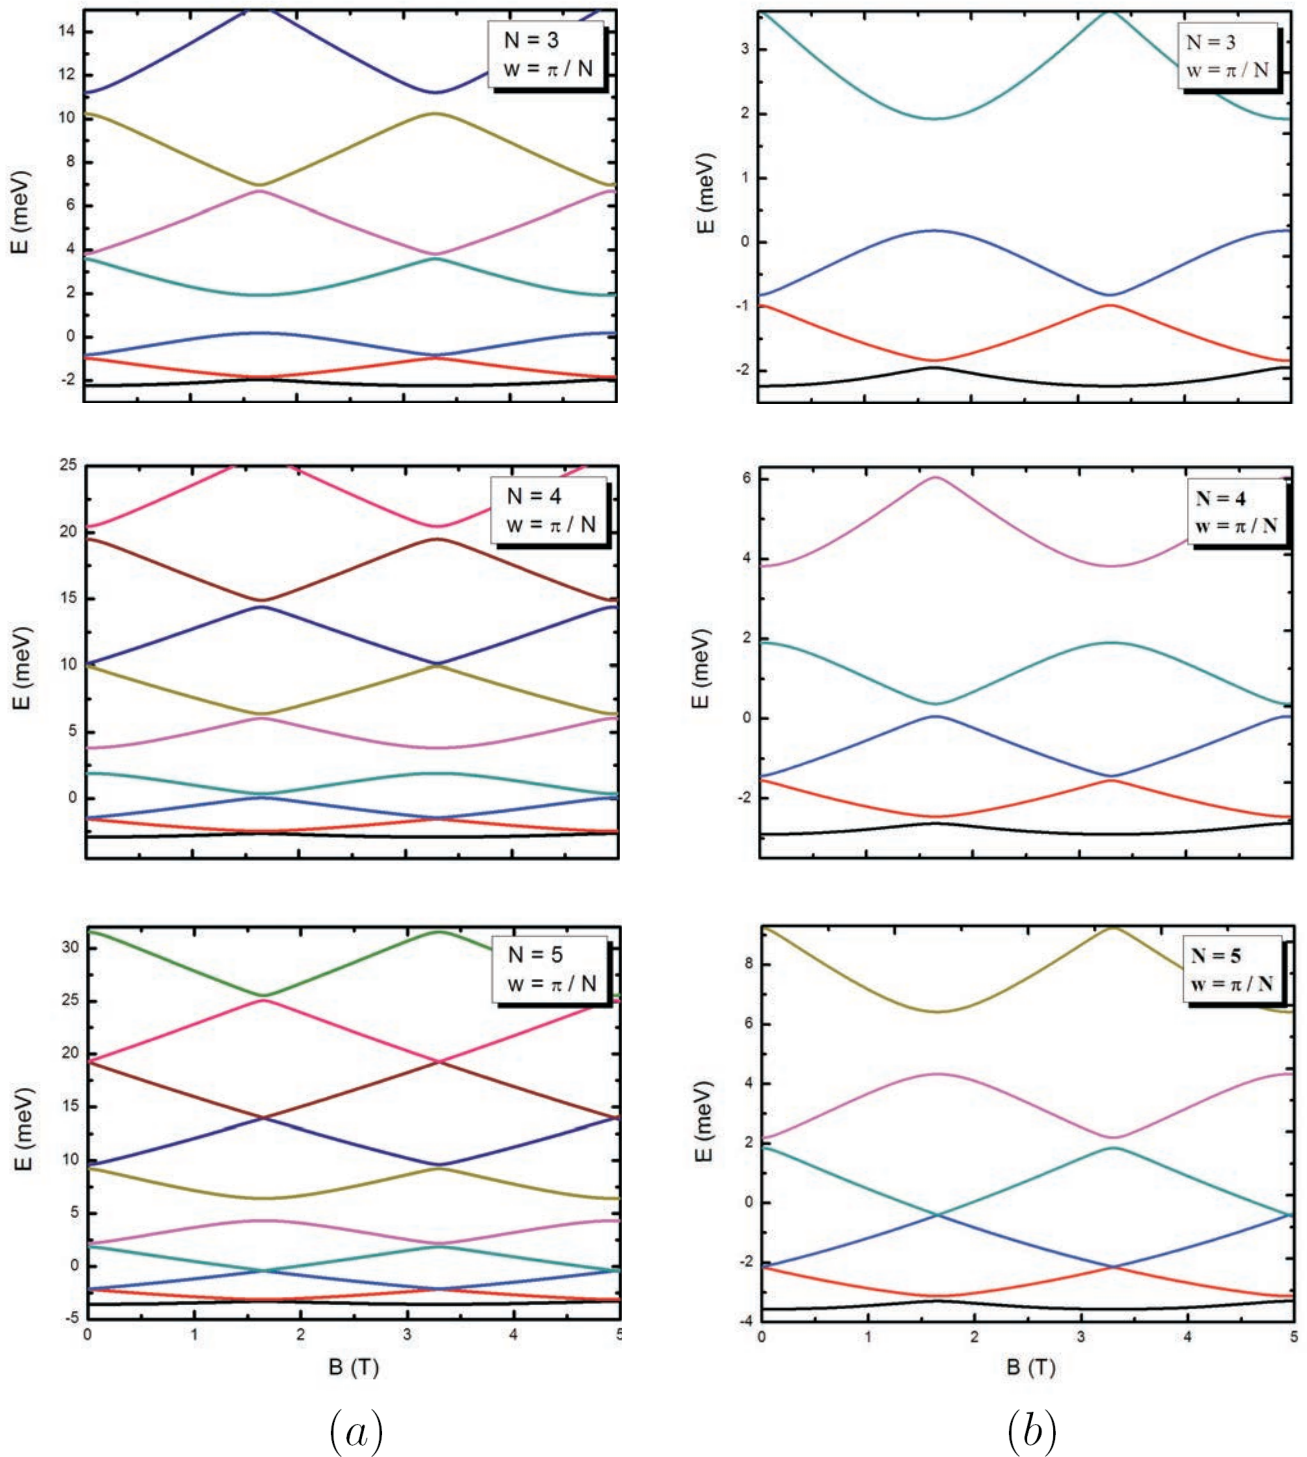 14
12
10
8
6
4
2
0
-2
E (meV)
N = 3
w = π / N
3
2
1
0
-1
-2
E (meV)
N = 3
w = π / N
25
20
15
10
5
0
E (meV)
N = 4
w = π / N
6
4
2
0
-2
E (meV)
N = 4
w = π / N
30
25
20
15
10
5
0
-5
E (meV)
N = 5
w = π / N
0 1 2 3 4 5
B (T)
8
6
4
2
0
-2
-4
E (meV)
N = 5
w = π / N
0 1 2 3 4 5
B (T)
(a)
(b)